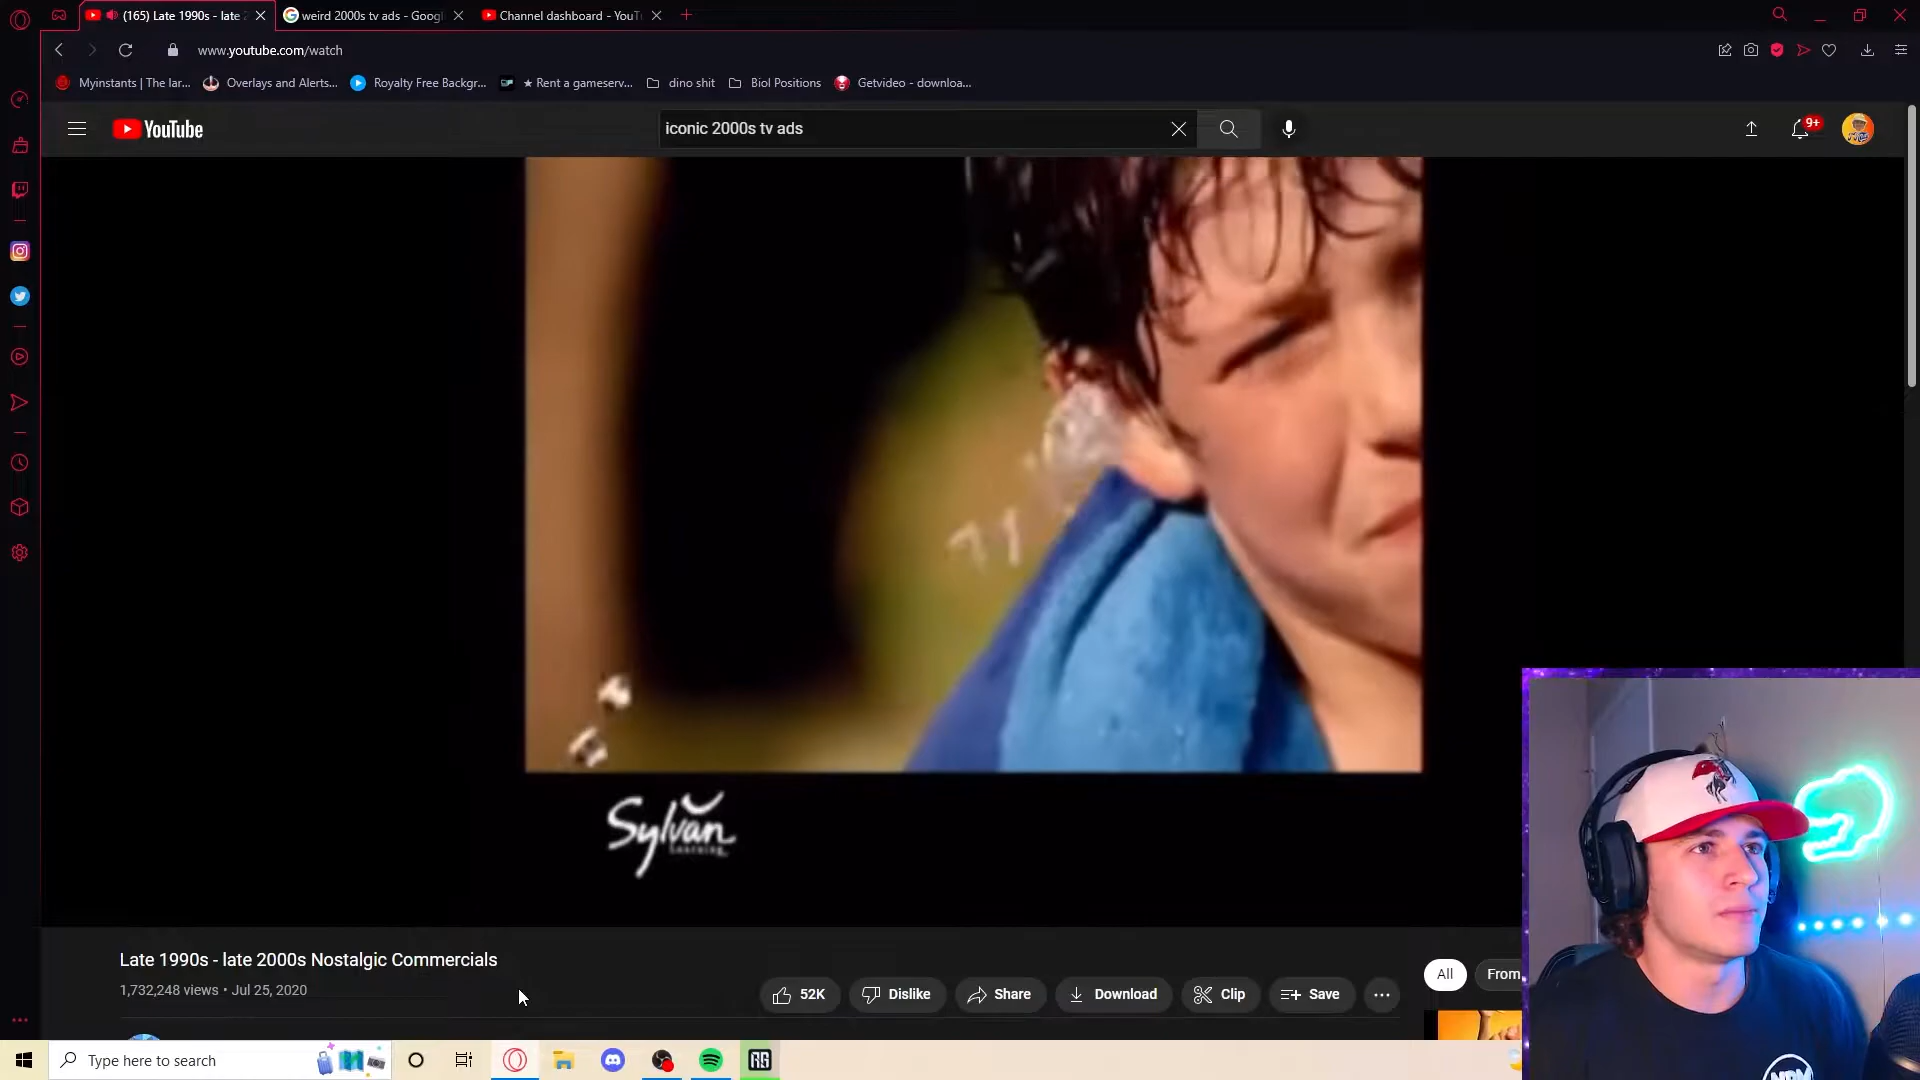 (165) Late 1990s - late 2
weird 2000s tv ads - Googl
Channel dashboard - YouT
www.youtube.com/watch
Myinstants | The lar...
Overlays and Alerts...
Royalty Free Backgr...
★ Rent a gameserv...
dino shit
Biol Positions
Getvideo - downloa...
YouTube
iconic 2000s tv ads
9+
Sylvan
Learning
Late 1990s - late 2000s Nostalgic Commercials
1,732,248 views • Jul 25, 2020
52K
Dislike
Share
Download
Clip
Save
All
From
Type here to search